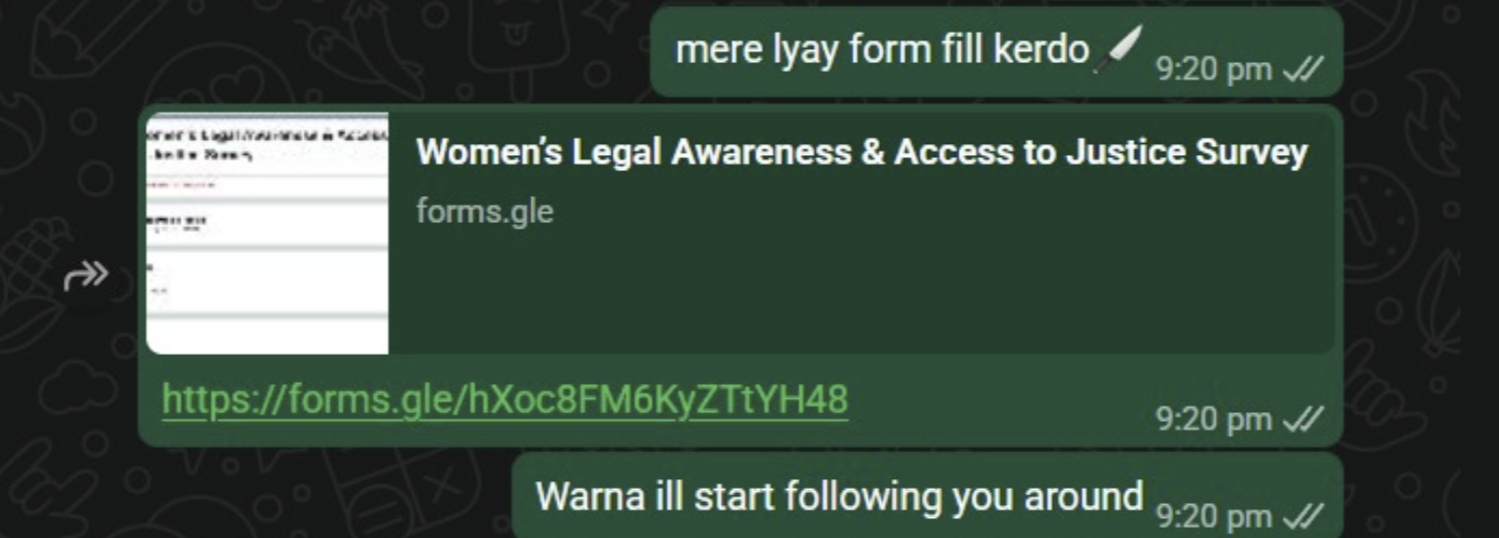 mere lyay form fill kerdo🔪 9:20 pm
Women's Legal Awareness & Access to Justice Survey
forms.gle
https://forms.gle/hXoc8FM6KyZTtYH48
9:20 pm
Warna ill start following you around 9:20 pm